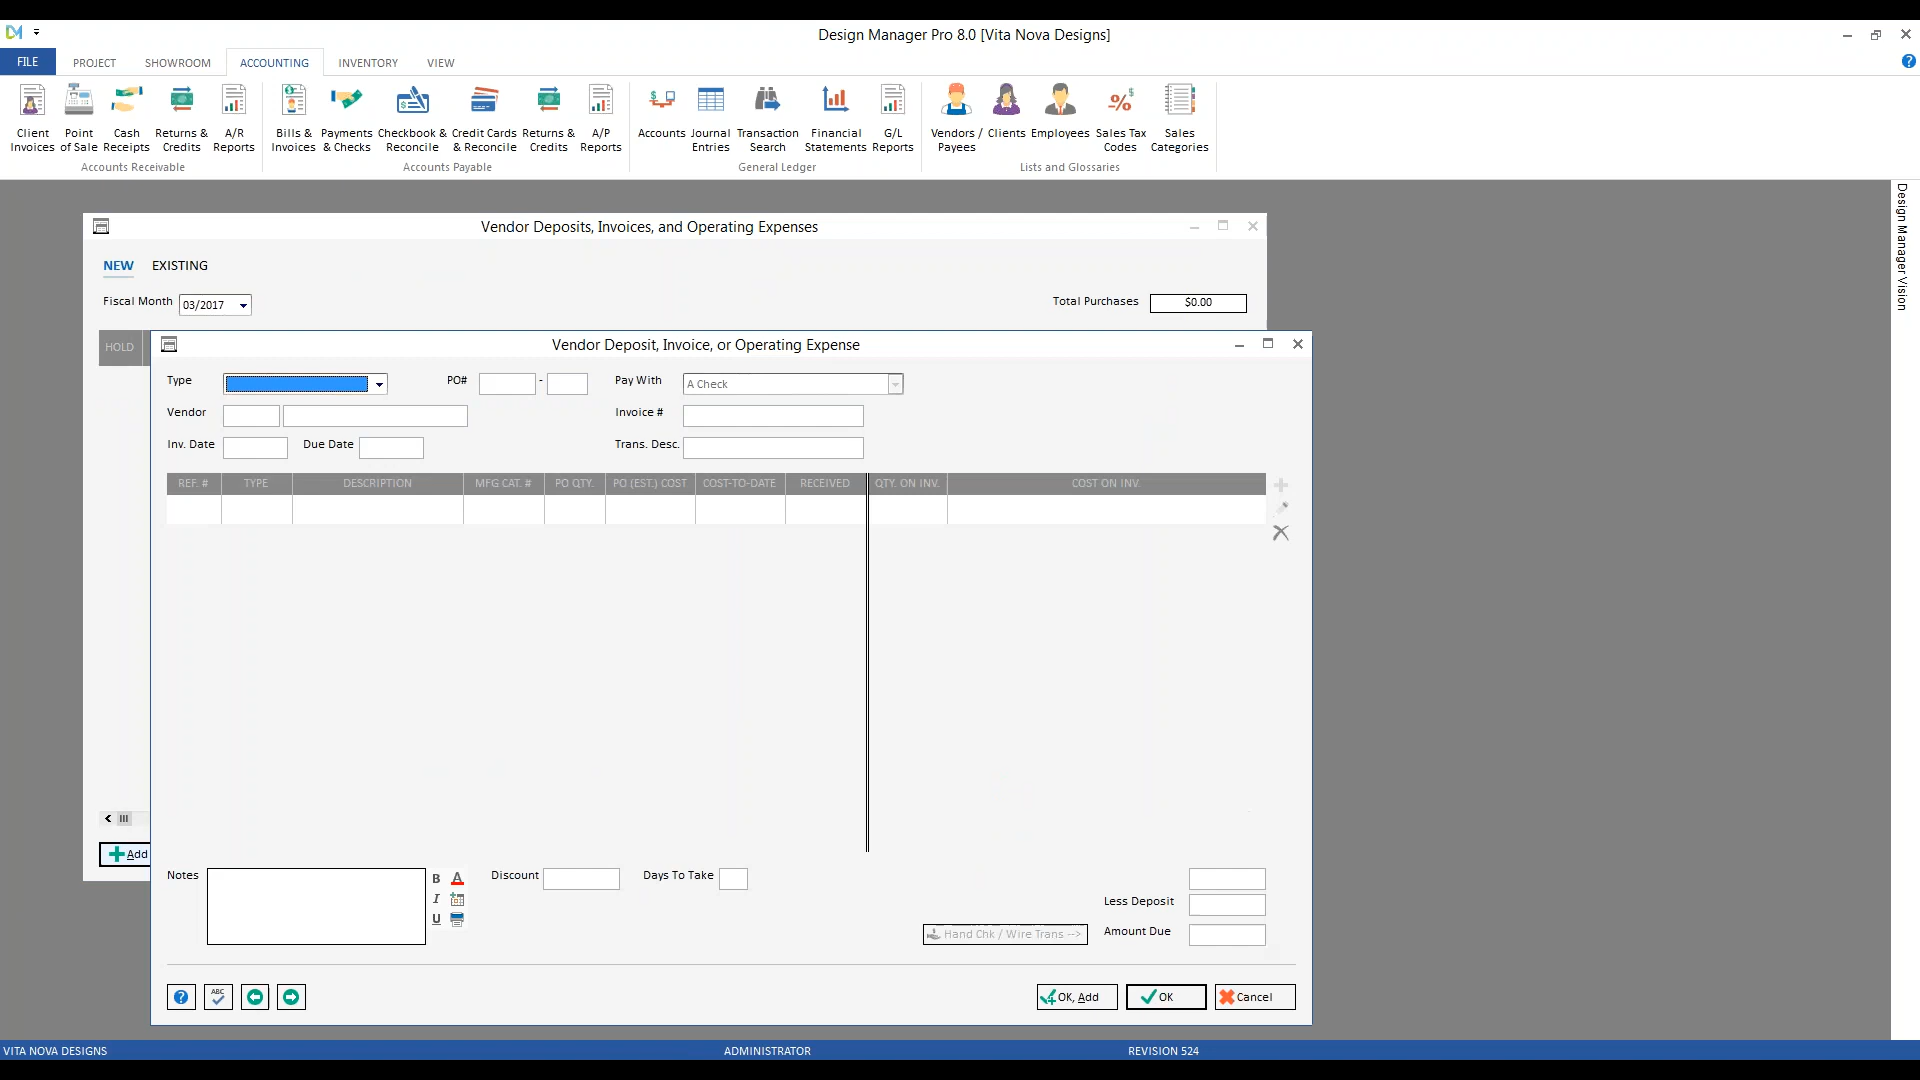 Design Manager Pro 8.0 [Vita Nova Designs]
FILE PROJECT SHOWROOM ACCOUNTING INVENTORY VIEW
Client Invoices Point of Sale Cash Receipts Returns & Credits A/R Reports Bills & Invoices Payments & Checks Checkbook & Reconcile Credit Cards & Reconcile Returns & Credits A/P Reports Accounts Journal Entries Transaction Search Financial Statements G/L Reports Vendors / Payees Clients Employees Sales Tax Codes Sales Categories
Accounts Receivable Accounts Payable General Ledger Lists and Glossaries
Design Manager Vision
Vendor Deposits, Invoices, and Operating Expenses
NEW EXISTING
Fiscal Month 03/2017 Total Purchases $0.00
HOLD
Vendor Deposit, Invoice, or Operating Expense
Type PO# - Pay With A Check
Vendor Invoice #
Inv. Date Due Date Trans. Desc.
REF. # TYPE DESCRIPTION MFG CAT. # PO QTY. PO (EST.) COST COST-TO-DATE RECEIVED QTY. ON INV. COST ON INV.
Add
Notes B A Discount Days To Take
I Less Deposit
U Hand Chk / Wire Trans --> Amount Due
? ABC OK, Add OK Cancel
VITA NOVA DESIGNS ADMINISTRATOR REVISION 524